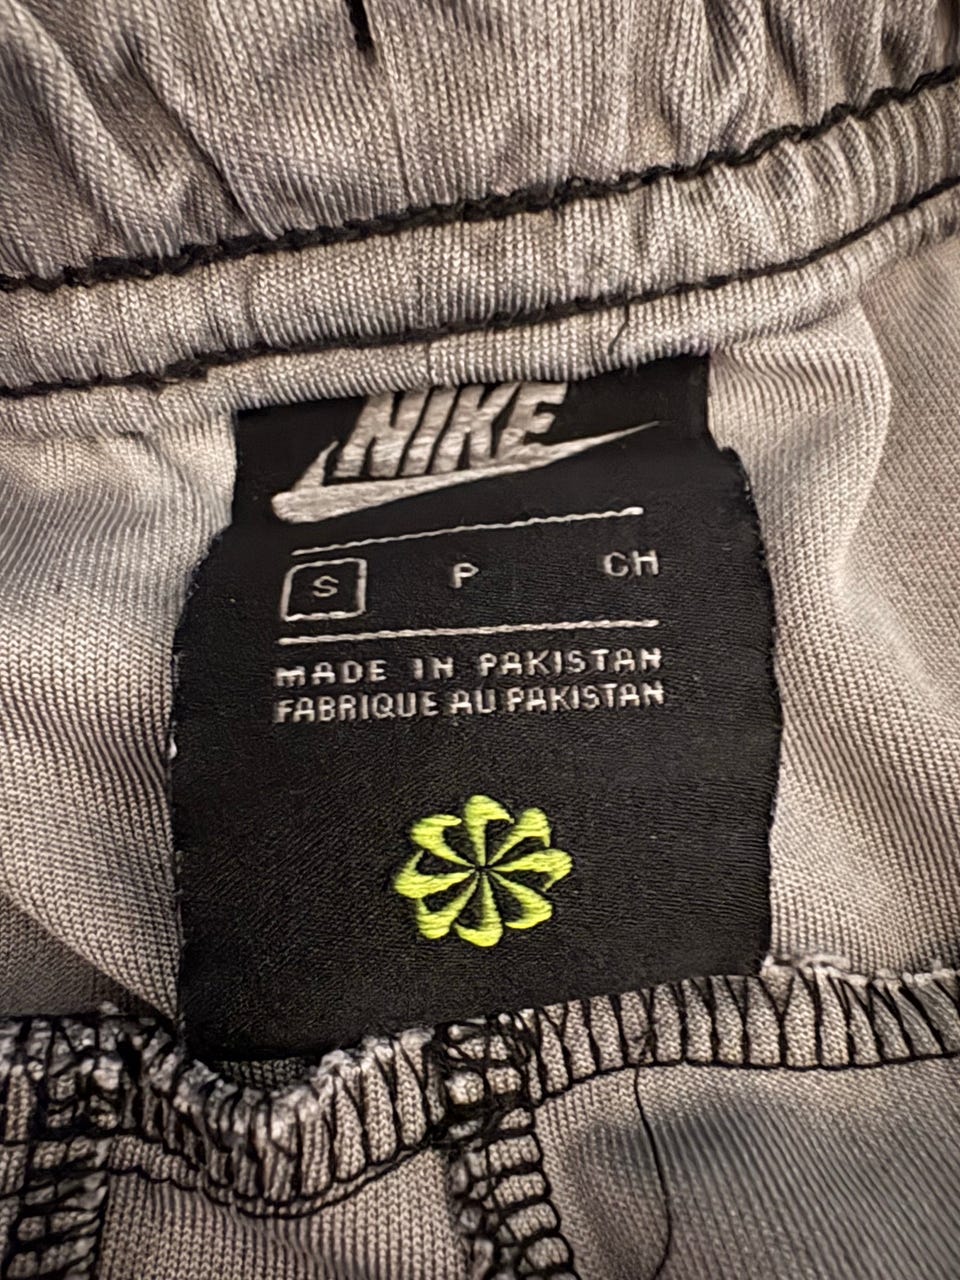 NIKE
S P CH
MADE IN PAKISTAN
FABRIQUE AU PAKISTAN